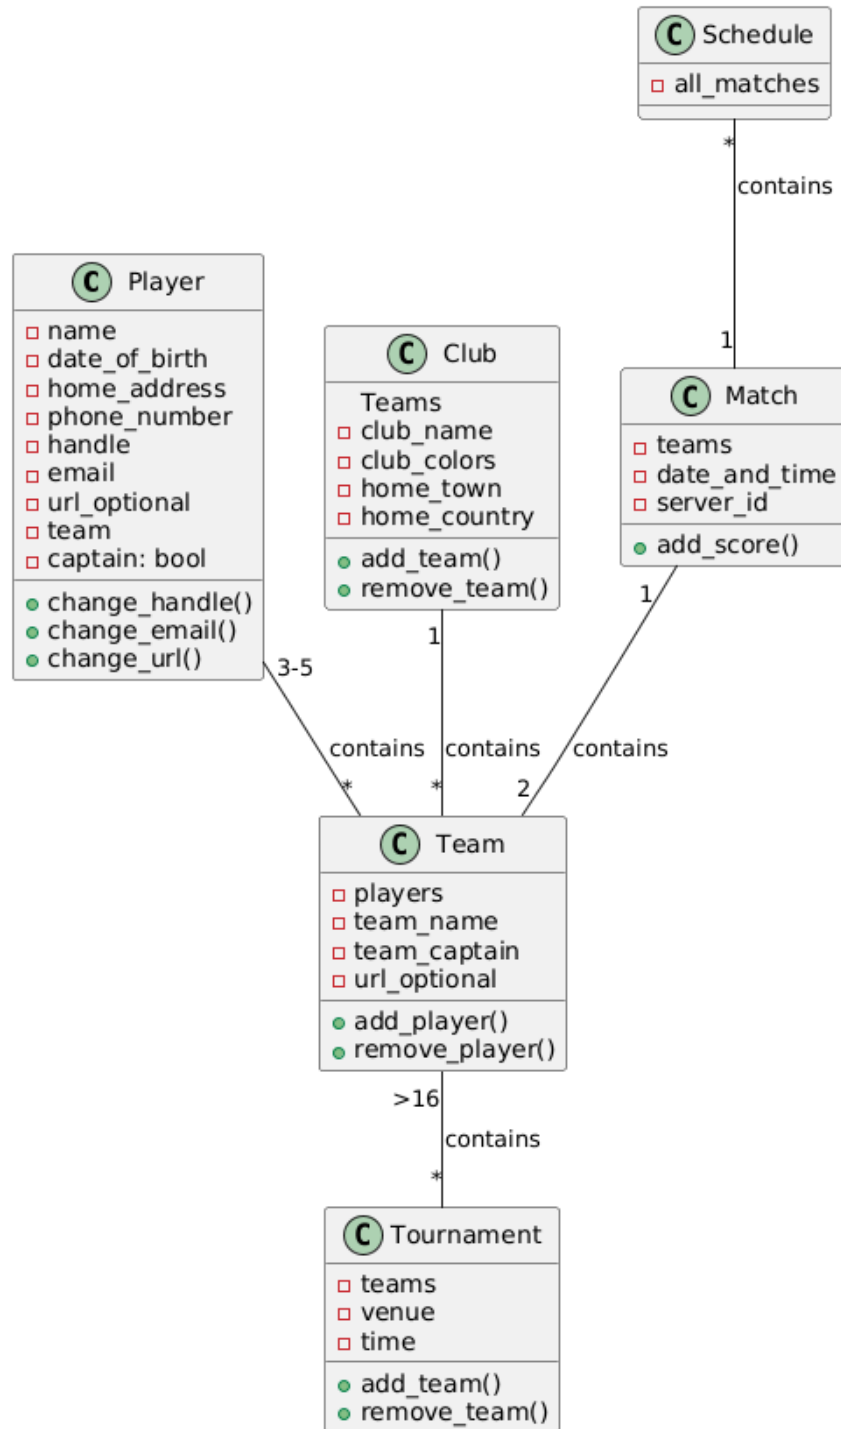 C Schedule
all_matches
*
contains
1
C Player
name
date_of_birth
home_address
phone_number
handle
email
url_optional
team
captain: bool
change_handle()
change_email()
change_url()
3-5
contains
*
C Club
Teams
club_name
club_colors
home_town
home_country
add_team()
remove_team()
1
contains
*
C Match
teams
date_and_time
server_id
add_score()
1
contains
2
C Team
players
team_name
team_captain
url_optional
add_player()
remove_player()
>16
contains
*
C Tournament
teams
venue
time
add_team()
remove_team()